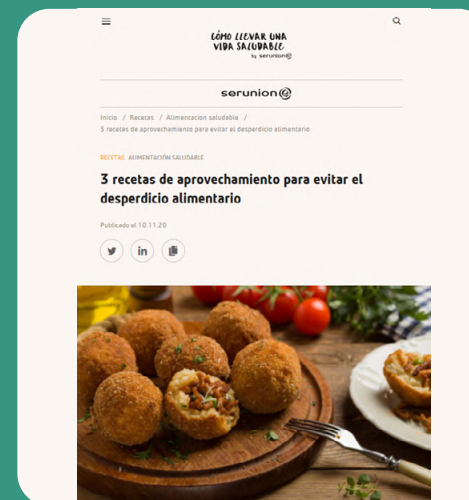 CÓMO LLEVAR UNA
VIDA SALUDABLE
by serunion
serunion
Inicio / Recetas / Alimentacion saludable /
3 recetas de aprovechamiento para evitar el desperdicio alimentario
RECETAS ALIMENTACIÓN SALUDABLE
3 recetas de aprovechamiento para evitar el
desperdicio alimentario
Publicado el 10.11.20